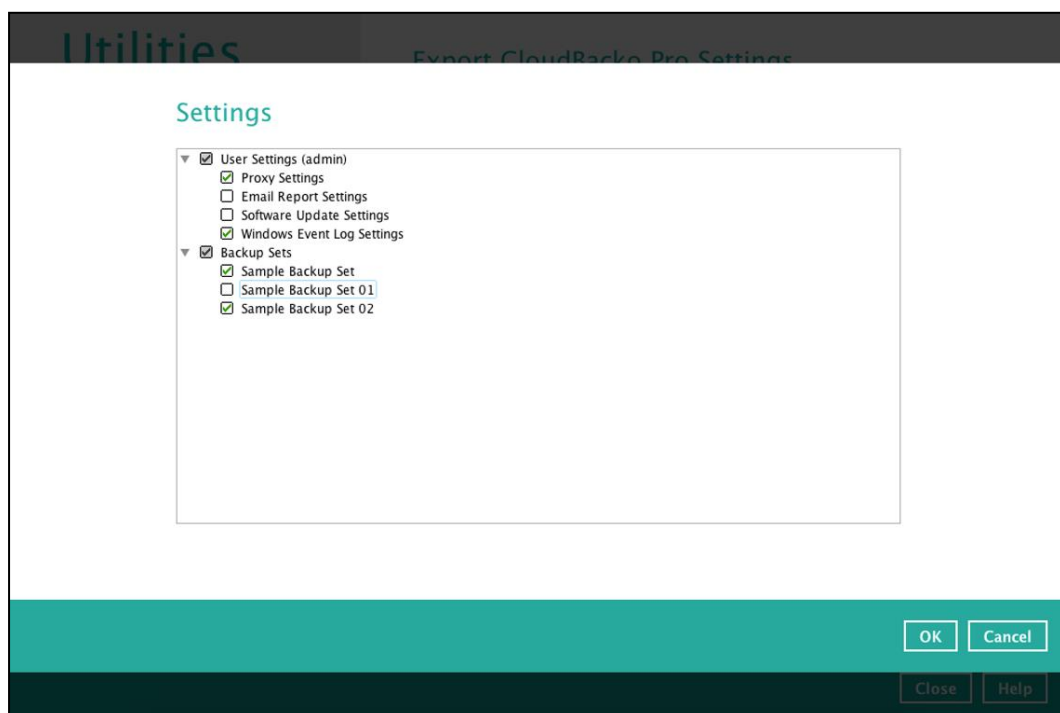 Utilities
Export CloudBacko Pro Settings
Settings
User Settings (admin)
Proxy Settings
Email Report Settings
Software Update Settings
Windows Event Log Settings
Backup Sets
Sample Backup Set
Sample Backup Set 01
Sample Backup Set 02
OK Cancel
Close Help